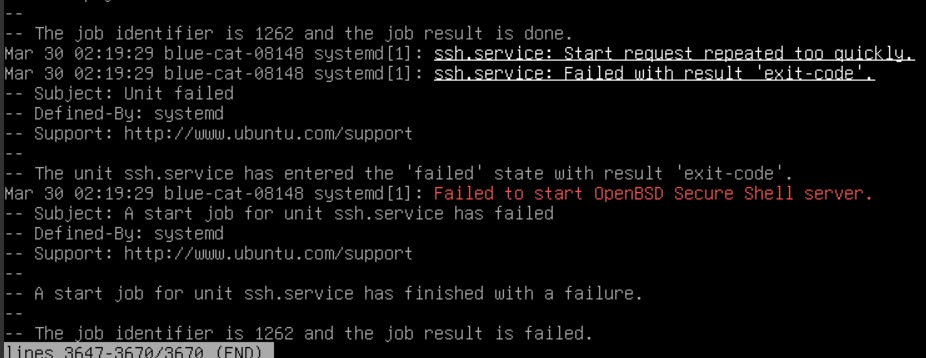 --
-- The job identifier is 1262 and the job result is done.
Mar 30 02:19:29 blue-cat-08148 systemd[1]: ssh.service: Start request repeated too quickly.
Mar 30 02:19:29 blue-cat-08148 systemd[1]: ssh.service: Failed with result 'exit-code'.
-- Subject: Unit failed
-- Defined-By: systemd
-- Support: http://www.ubuntu.com/support
--
-- The unit ssh.service has entered the 'failed' state with result 'exit-code'.
Mar 30 02:19:29 blue-cat-08148 systemd[1]: Failed to start OpenBSD Secure Shell server.
-- Subject: A start job for unit ssh.service has failed
-- Defined-By: systemd
-- Support: http://www.ubuntu.com/support
--
-- A start job for unit ssh.service has finished with a failure.
--
-- The job identifier is 1262 and the job result is failed.
lines 3647-3670/3670 (END)